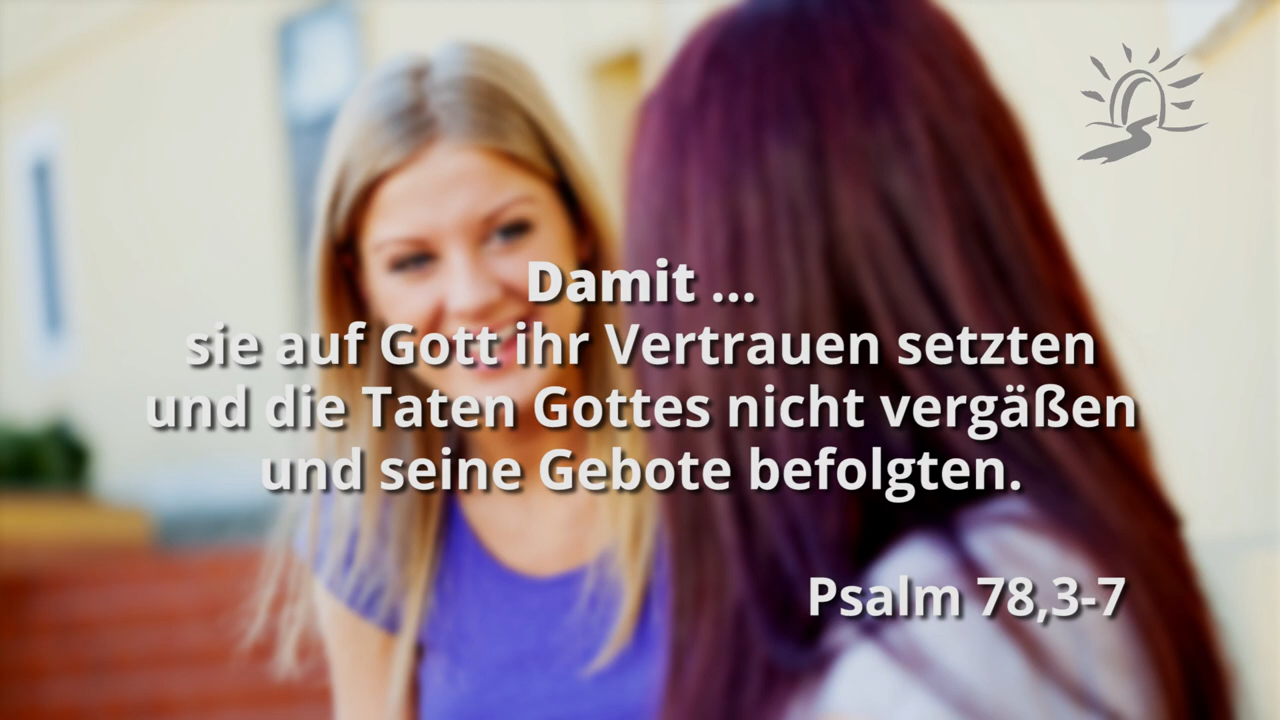 Damit ...
sie auf Gott ihr Vertrauen setzten
und die Taten Gottes nicht vergäßen
und seine Gebote befolgten.
Psalm 78,3-7